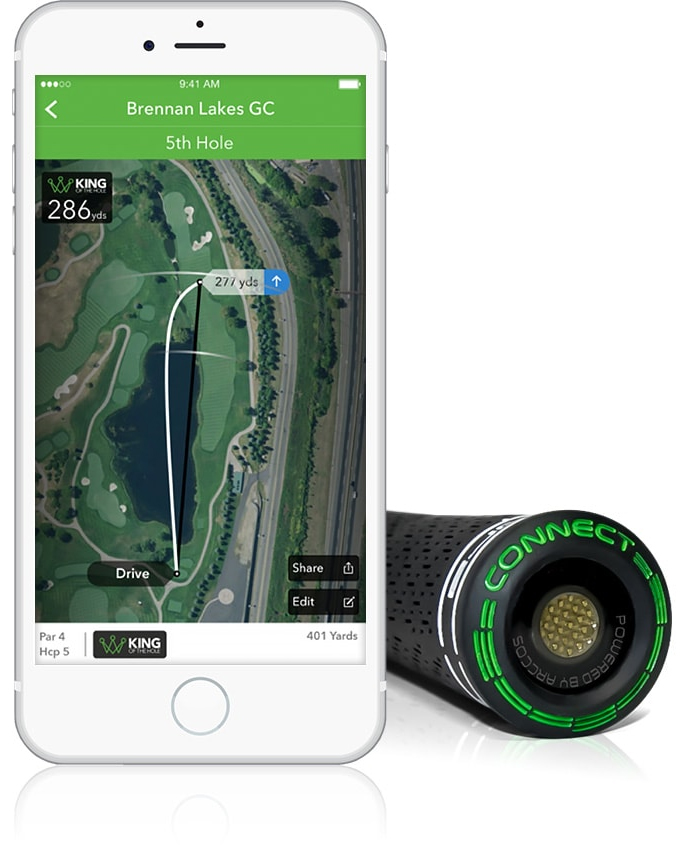 9:41 AM
Brennan Lakes GC
5th Hole
KING
OF THE HOLE
286yds
277 yds
Drive
Share
Edit
Par 4
Hcp 5
KING
OF THE HOLE
401 Yards
CONNECT
POWERED BY ARCCOS